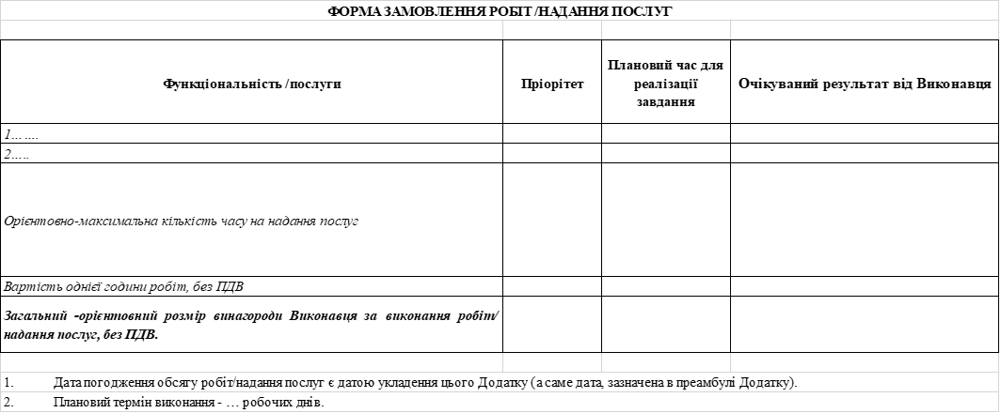 ФОРМА ЗАМОВЛЕННЯ РОБІТ /НАДАННЯ ПОСЛУГ
Функціональність /послуги
Пріорітет
Плановий час для
реалізації
завдання
Очікуваний результат від Виконавця
1… ….
2…..
Орієнтовно-максимальна кількість часу на надання послуг
Вартість однієї години робіт, без ПДВ
Загальний -орієнтовний розмір винагороди Виконавця за виконання робіт/
надання послуг, без ПДВ.
1. Дата погодження обсягу робіт/надання послуг є датою укладення цього Додатку (а саме дата, зазначена в преамбулі Додатку).
2. Плановий термін виконання - … робочих днів.